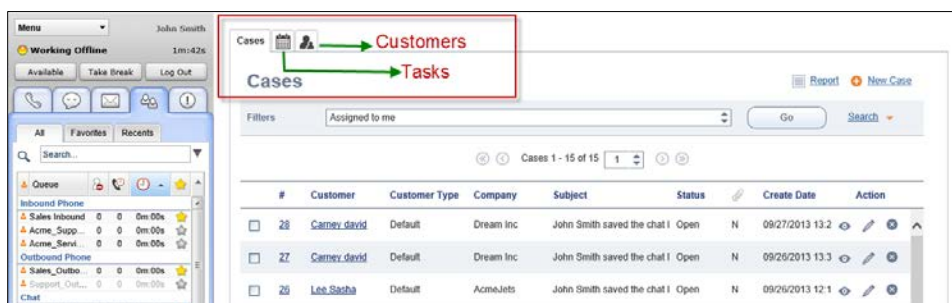 Menu
John Smith
Working Offline
1m:42s
Available
Take Break
Log Out
All
Favorites
Recents
Search...
Queue
Inbound Phone
Sales Inbound 0 0 0m:00s
Acme_Supp... 0 0 0m:00s
Acme_Servi... 0 0 0m:00s
Outbound Phone
Sales_Outbo... 0 0 0m:00s
Support_Out... 0 0 0m:00s
Chat
Cases
Customers
Tasks
Cases
Report
New Case
Filters
Assigned to me
Go
Search
Cases 1 - 15 of 15
1
# Customer Customer Type Company Subject Status Create Date Action
28 Carney david Default Dream Inc John Smith saved the chat Open N 09/27/2013 13:2
27 Carney david Default Dream Inc John Smith saved the chat Open N 09/26/2013 13:3
26 Lee Sasha Default AcmeJets John Smith saved the chat Open N 09/26/2013 12:1